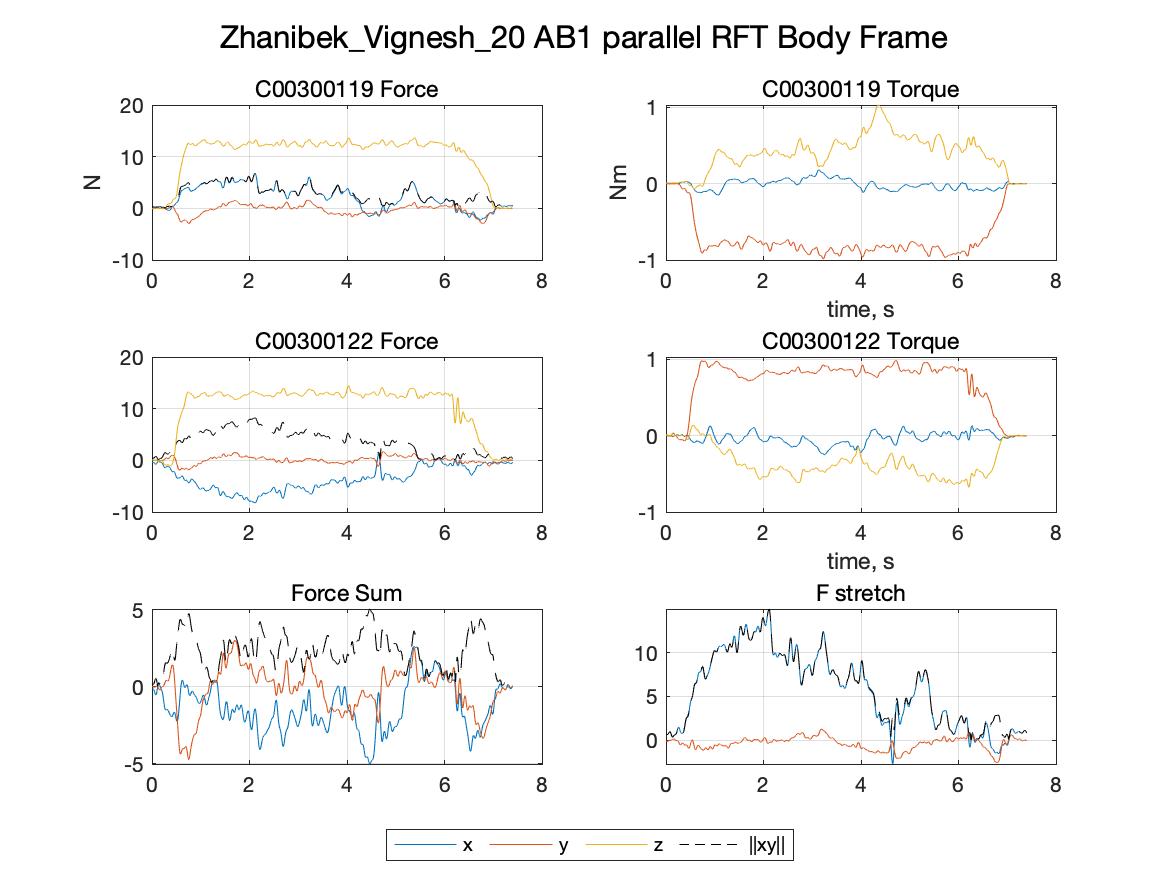 Zhanibek_Vignesh_20 AB1 parallel RFT Body Frame
C00300119 Force
20
10
0
-10
N
0 2 4 6 8
C00300119 Torque
1
0
-1
Nm
0 2 4 6 8
time, s
C00300122 Force
20
10
0
-10
0 2 4 6 8
C00300122 Torque
1
0
-1
0 2 4 6 8
time, s
Force Sum
5
0
-5
0 2 4 6 8
F stretch
10
5
0
0 2 4 6 8
x y z ||xy||